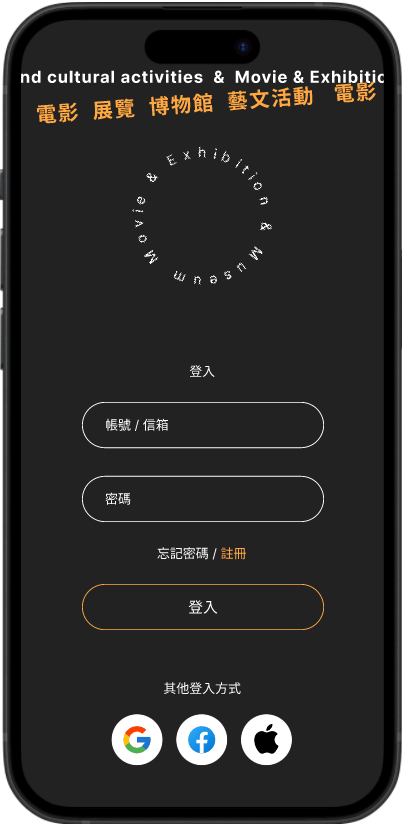 nd cultural activities & Movie & Exhibitio
電影 展覽 博物館 藝文活動 電影
Movie & Exhibition & Museum
登入
帳號 / 信箱
密碼
忘記密碼 / 註冊
登入
其他登入方式